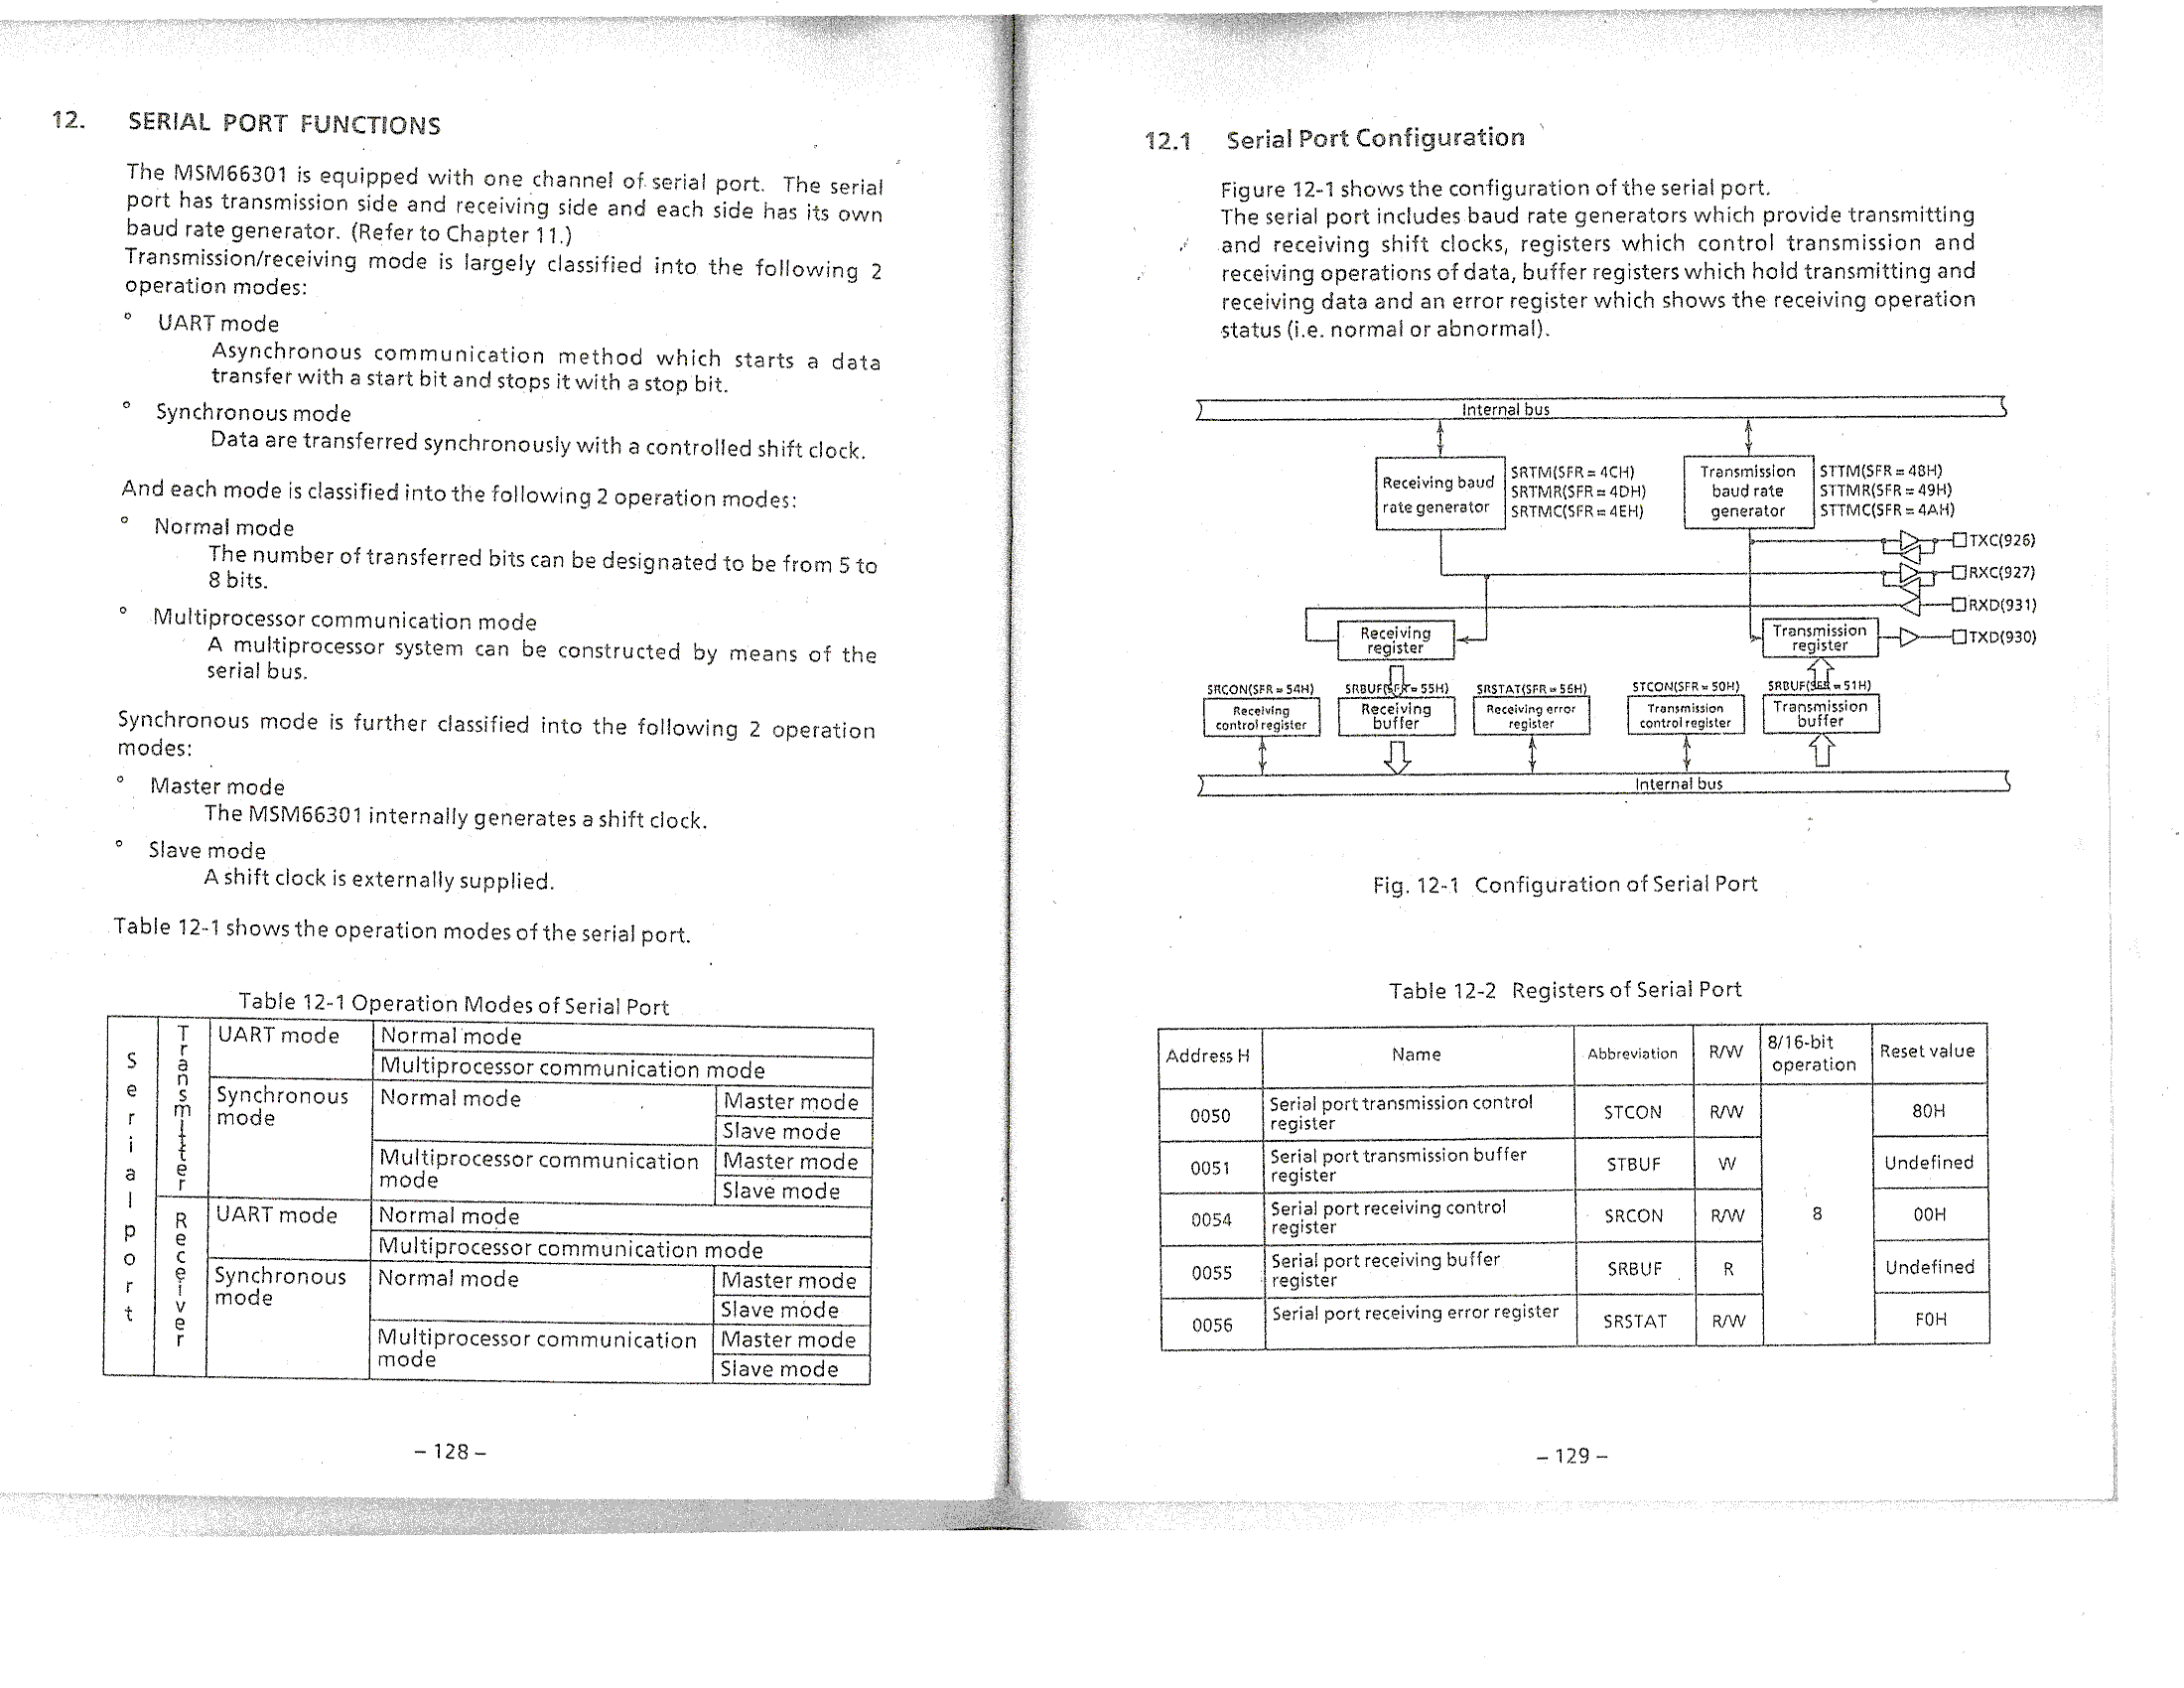 12. SERIAL PORT FUNCTIONS
The MSM66301 is equipped with one channel of serial port. The serial
port has transmission side and receiving side and each side has its own
baud rate generator. (Refer to Chapter 11.)
Transmission/receiving mode is largely classified into the following 2
operation modes:
° UART mode
Asynchronous communication method which starts a data
transfer with a start bit and stops it with a stop bit.
° Synchronous mode
Data are transferred synchronously with a controlled shift clock.
And each mode is classified into the following 2 operation modes:
° Normal mode
The number of transferred bits can be designated to be from 5 to
8 bits.
° Multiprocessor communication mode
A multiprocessor system can be constructed by means of the
serial bus.
Synchronous mode is further classified into the following 2 operation
modes:
° Master mode
The MSM66301 internally generates a shift clock.
° Slave mode
A shift clock is externally supplied.
Table 12-1 shows the operation modes of the serial port.
Table 12-1 Operation Modes of Serial Port
Serial port
Transmitter
UART mode
Normal mode
Multiprocessor communication mode
Synchronous
mode
Normal mode
Master mode
Slave mode
Multiprocessor communication
mode
Master mode
Slave mode
Receiver
UART mode
Normal mode
Multiprocessor communication mode
Synchronous
mode
Normal mode
Master mode
Slave mode
Multiprocessor communication
mode
Master mode
Slave mode
– 128 –
12.1 Serial Port Configuration
Figure 12-1 shows the configuration of the serial port.
The serial port includes baud rate generators which provide transmitting
and receiving shift clocks, registers which control transmission and
receiving operations of data, buffer registers which hold transmitting and
receiving data and an error register which shows the receiving operation
status (i.e. normal or abnormal).
Internal bus
Receiving baud
rate generator
SRTM(SFR = 4CH)
SRTMR(SFR = 4DH)
SRTMC(SFR = 4EH)
Transmission
baud rate
generator
STTM(SFR = 48H)
STTMR(SFR = 49H)
STTMC(SFR = 4AH)
TXC(926)
RXC(927)
RXD(931)
TXD(930)
Receiving
register
Transmission
register
SRCON(SFR = 54H)
Receiving
control register
SRBUF(SFR = 55H)
Receiving
buffer
SRSTAT(SFR = 56H)
Receiving error
register
STCON(SFR = 50H)
Transmission
control register
SRBUF(SFR = 51H)
Transmission
buffer
Internal bus
Fig. 12-1 Configuration of Serial Port
Table 12-2 Registers of Serial Port
Address H Name Abbreviation R/W 8/16-bit operation Reset value
0050 Serial port transmission control register STCON R/W 80H
0051 Serial port transmission buffer register STBUF W Undefined
0054 Serial port receiving control register SRCON R/W 8 00H
0055 Serial port receiving buffer register SRBUF R Undefined
0056 Serial port receiving error register SRSTAT R/W F0H
– 129 –